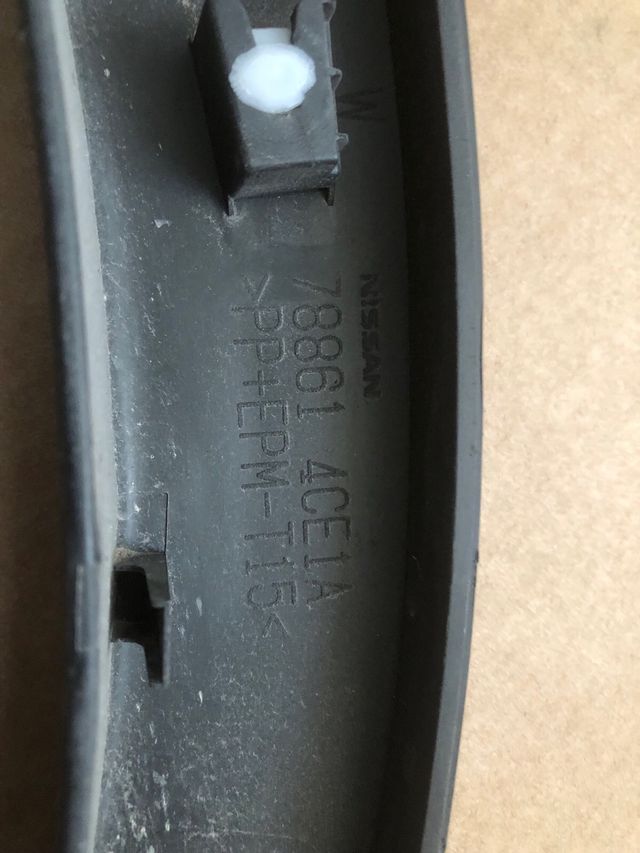 W
NISSAN
78861 4CE1A
>PP+EPM-T15<